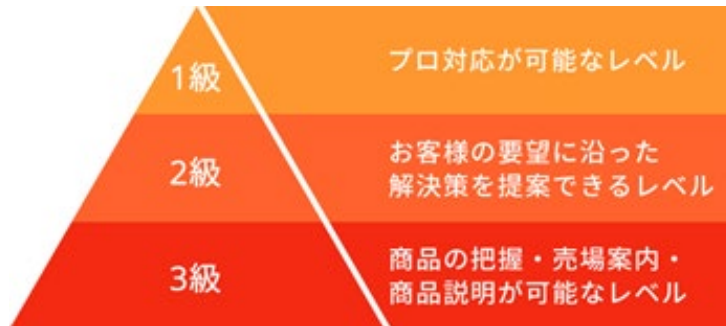 1級
プロ対応が可能なレベル
2級
お客様の要望に沿った
解決策を提案できるレベル
3級
商品の把握・売場案内・
商品説明が可能なレベル